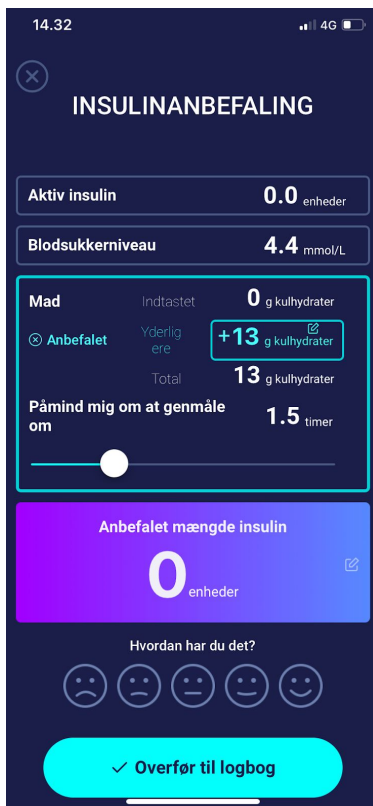 14.32
4G
INSULINANBEFALING
Aktiv insulin 0.0 enheder
Blodsukkerniveau 4.4 mmol/L
Mad Indtastet 0 g kulhydrater
Anbefalet Yderlig
ere +13 g kulhydrater
Total 13 g kulhydrater
Påmind mig om at genmåle
om 1.5 timer
Anbefalet mængde insulin
0 enheder
Hvordan har du det?
Overfør til logbog